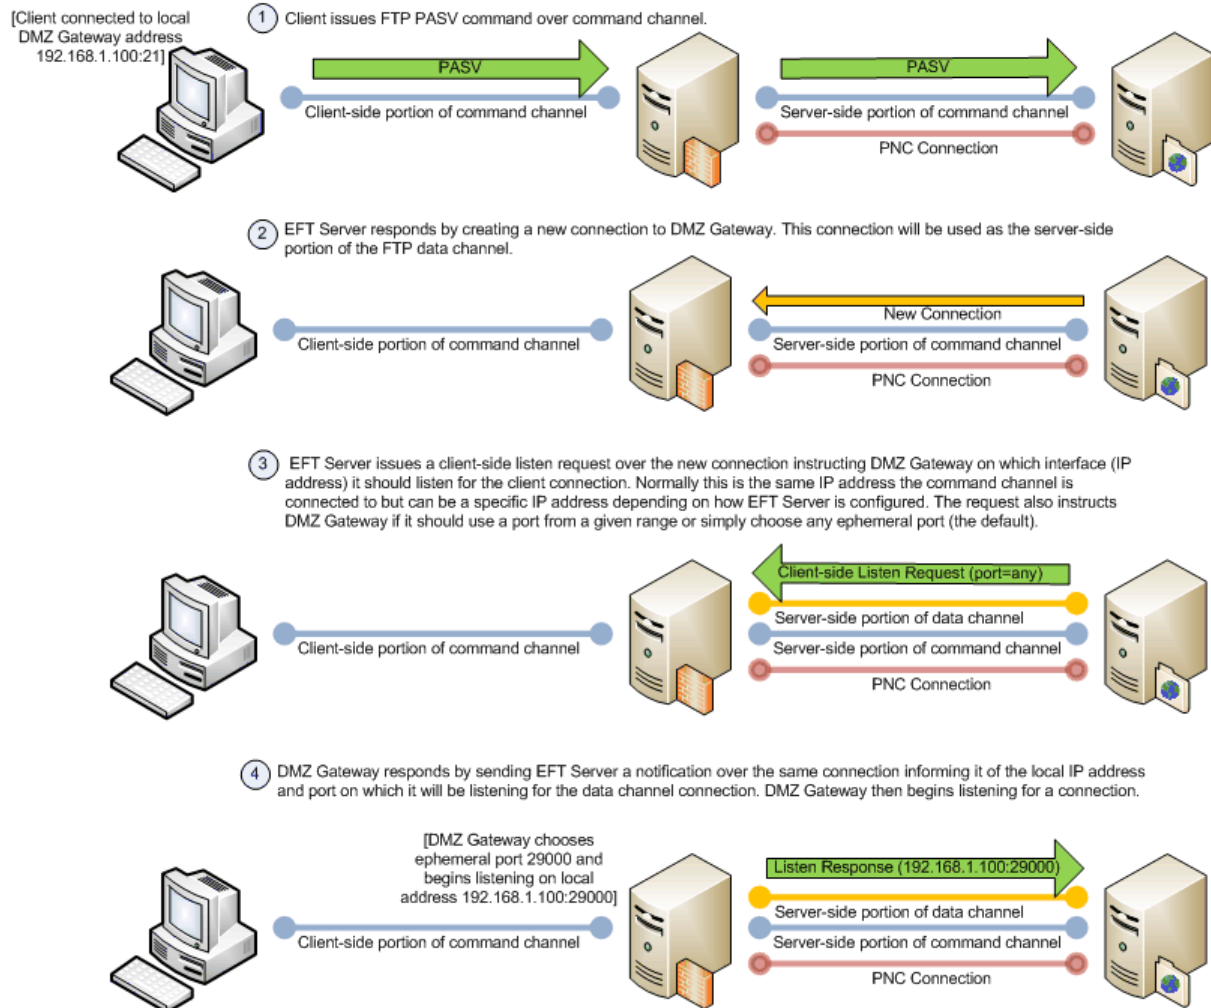 [Client connected to local
DMZ Gateway address
192.168.1.100:21]
1 Client issues FTP PASV command over command channel.
PASV
PASV
Client-side portion of command channel
Server-side portion of command channel
PNC Connection
2 EFT Server responds by creating a new connection to DMZ Gateway. This connection will be used as the server-side
portion of the FTP data channel.
New Connection
Client-side portion of command channel
Server-side portion of command channel
PNC Connection
3 EFT Server issues a client-side listen request over the new connection instructing DMZ Gateway on which interface (IP
address) it should listen for the client connection. Normally this is the same IP address the command channel is
connected to but can be a specific IP address depending on how EFT Server is configured. The request also instructs
DMZ Gateway if it should use a port from a given range or simply choose any ephemeral port (the default).
Client-side Listen Request (port=any)
Server-side portion of data channel
Client-side portion of command channel
Server-side portion of command channel
PNC Connection
4 DMZ Gateway responds by sending EFT Server a notification over the same connection informing it of the local IP address
and port on which it will be listening for the data channel connection. DMZ Gateway then begins listening for a connection.
[DMZ Gateway chooses
ephemeral port 29000 and
begins listening on local
address 192.168.1.100:29000]
Listen Response (192.168.1.100:29000)
Server-side portion of data channel
Client-side portion of command channel
Server-side portion of command channel
PNC Connection